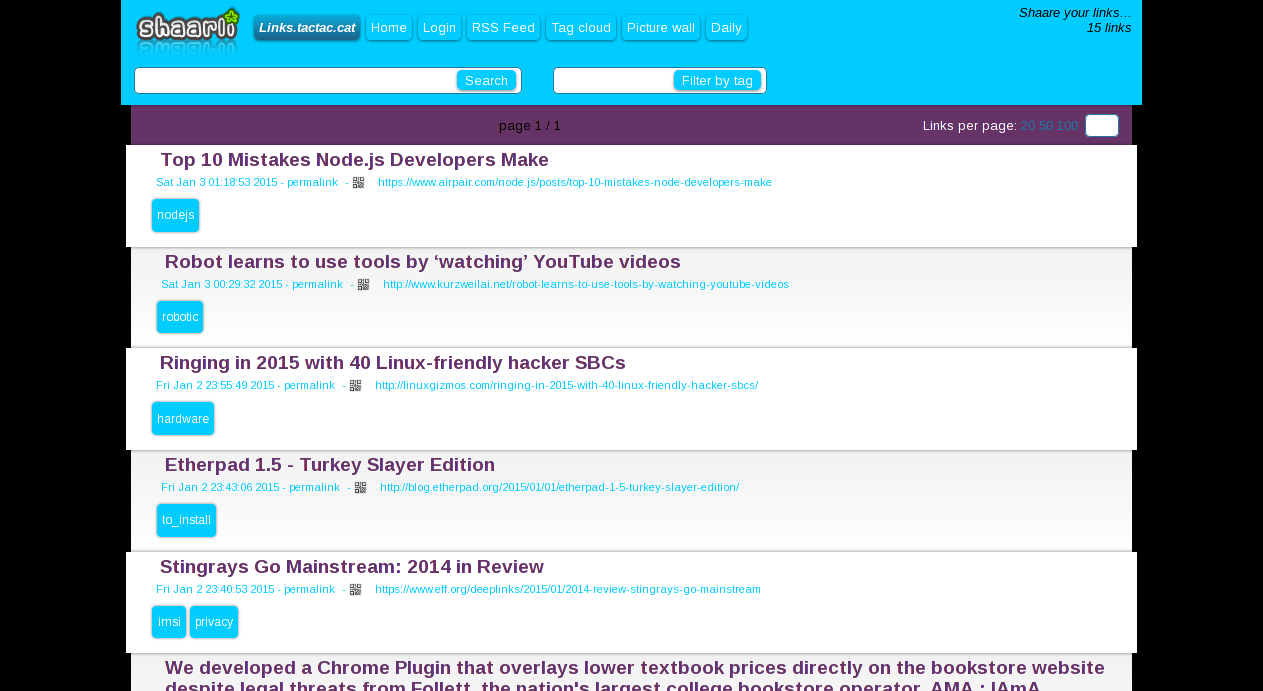 shaarli
Links.tactac.cat Home Login RSS Feed Tag cloud Picture wall Daily
Shaare your links...
15 links
Search Filter by tag
page 1 / 1 Links per page: 20 50 100
Top 10 Mistakes Node.js Developers Make
Sat Jan 3 01:18:53 2015 - permalink - https://www.airpair.com/node.js/posts/top-10-mistakes-node-developers-make
nodejs
Robot learns to use tools by ‘watching’ YouTube videos
Sat Jan 3 00:29:32 2015 - permalink - http://www.kurzweilai.net/robot-learns-to-use-tools-by-watching-youtube-videos
robotic
Ringing in 2015 with 40 Linux-friendly hacker SBCs
Fri Jan 2 23:55:49 2015 - permalink - http://linuxgizmos.com/ringing-in-2015-with-40-linux-friendly-hacker-sbcs/
hardware
Etherpad 1.5 - Turkey Slayer Edition
Fri Jan 2 23:43:06 2015 - permalink - http://blog.etherpad.org/2015/01/01/etherpad-1-5-turkey-slayer-edition/
to_install
Stingrays Go Mainstream: 2014 in Review
Fri Jan 2 23:40:53 2015 - permalink - https://www.eff.org/deeplinks/2015/01/2014-review-stingrays-go-mainstream
imsi privacy
We developed a Chrome Plugin that overlays lower textbook prices directly on the bookstore website
despite legal threats from Follett, the nation's largest college bookstore operator. AMA : IAmA